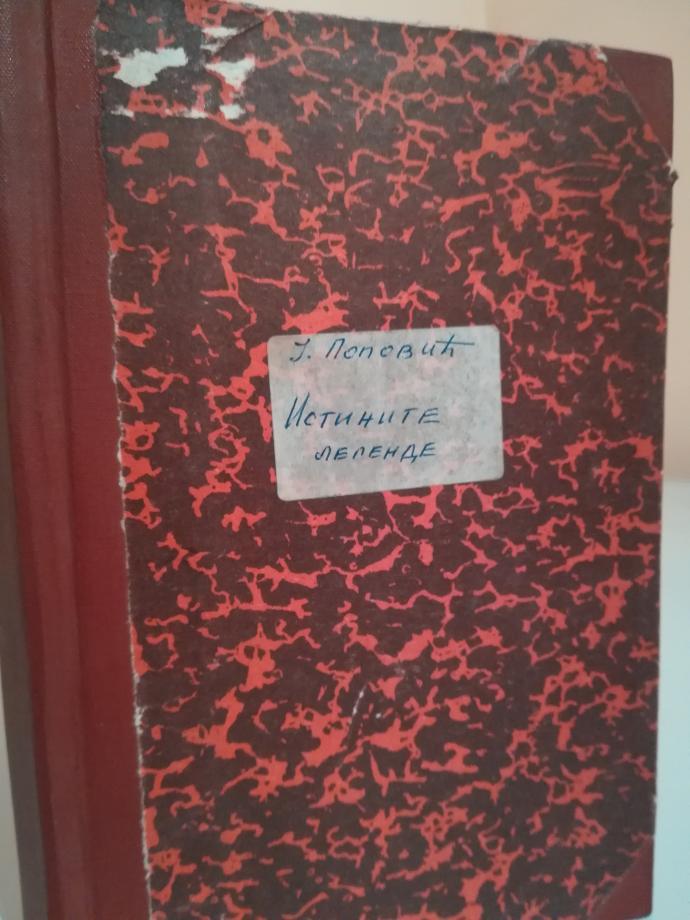 Ј. Поповић
Истините
легенде